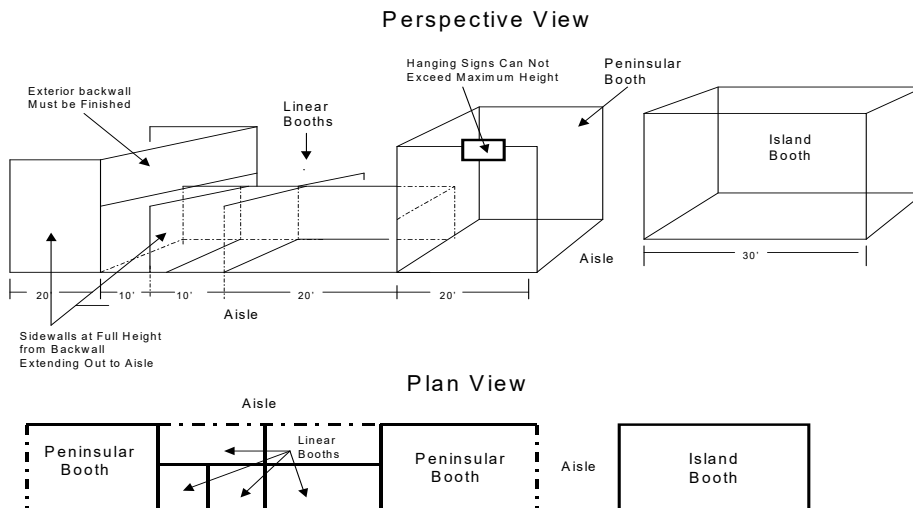 Perspective View
Hanging Signs Can Not
Exceed Maximum Height
Peninsular
Booth
Exterior backwall
Must be Finished
Linear
Booths
Island
Booth
Aisle
30'
20'
10'
10'
20'
20'
Aisle
Sidewalls at Full Height
from Backwall
Extending Out to Aisle
Plan View
Aisle
Linear
Booths
Peninsular
Booth
Peninsular
Booth
Aisle
Island
Booth